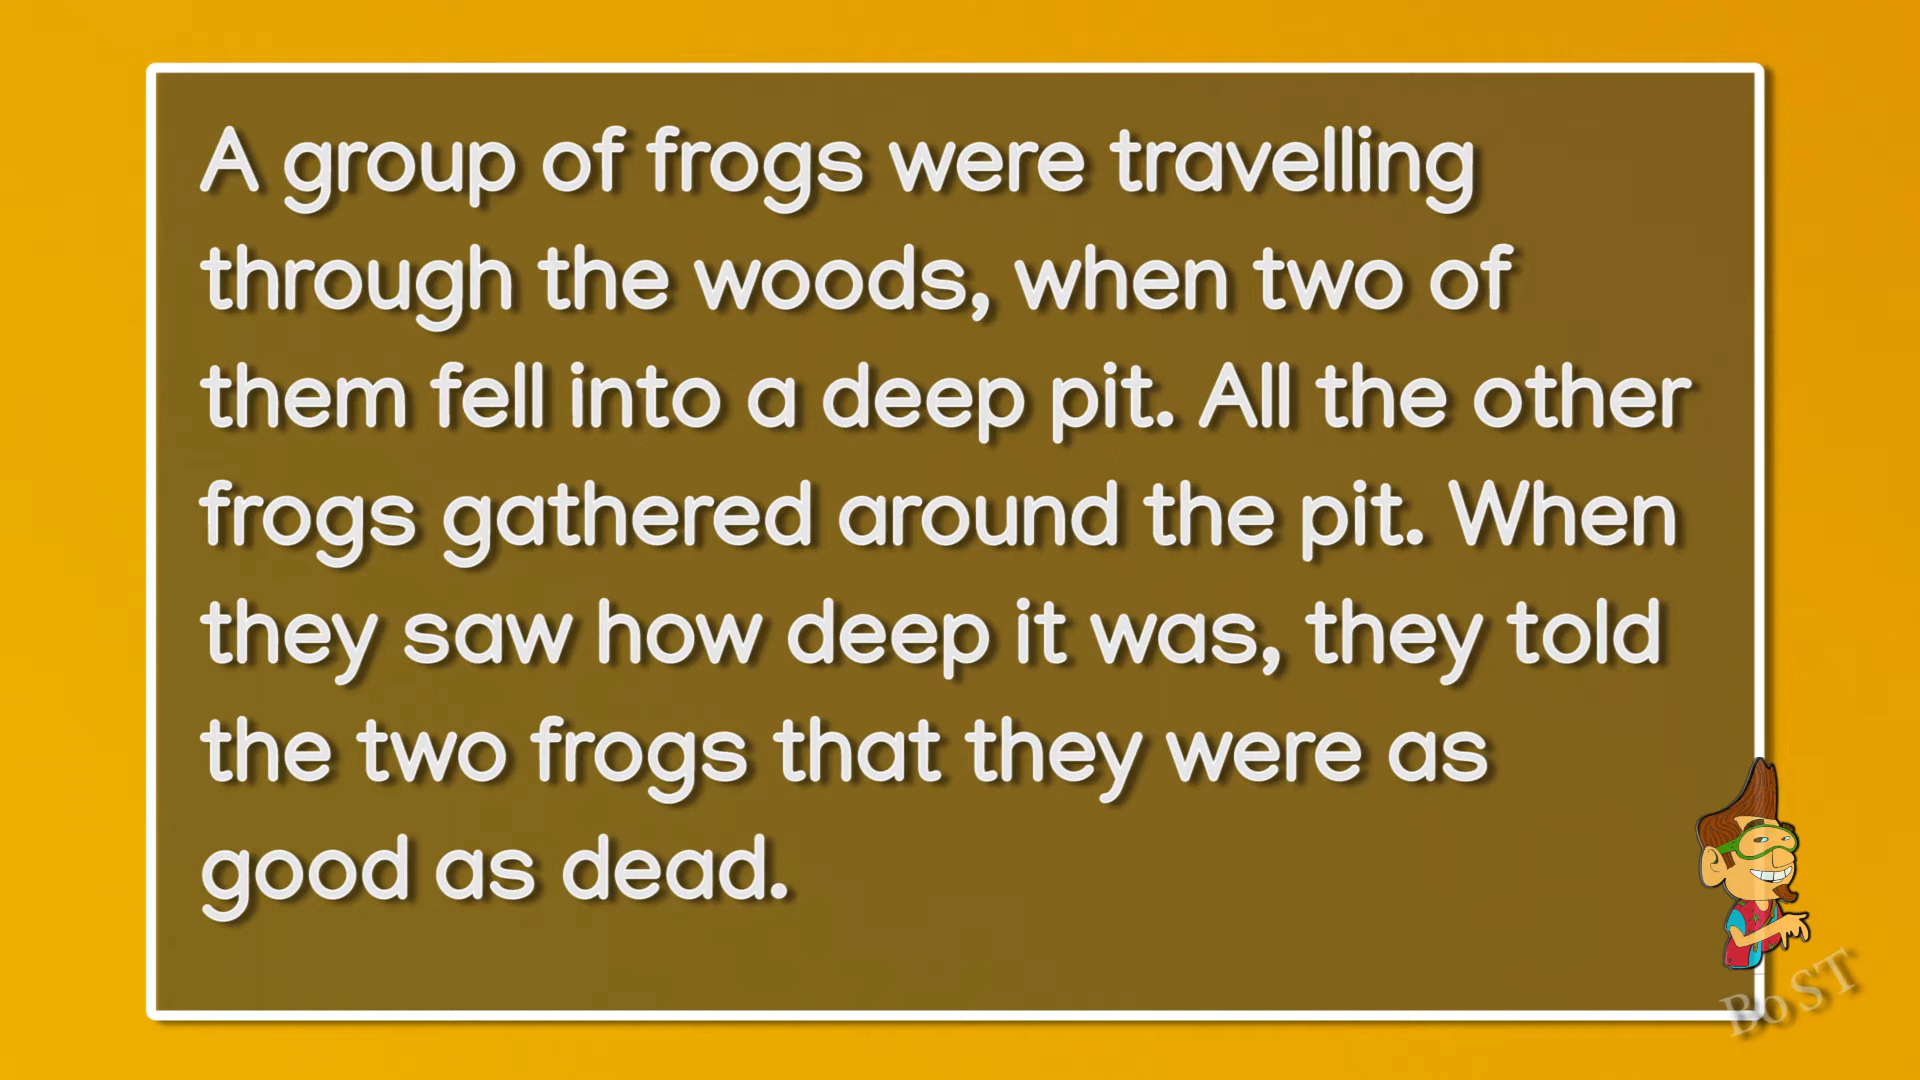 A group of frogs were travelling
through the woods, when two of
them fell into a deep pit. All the other
frogs gathered around the pit. When
they saw how deep it was, they told
the two frogs that they were as
good as dead.
BoST